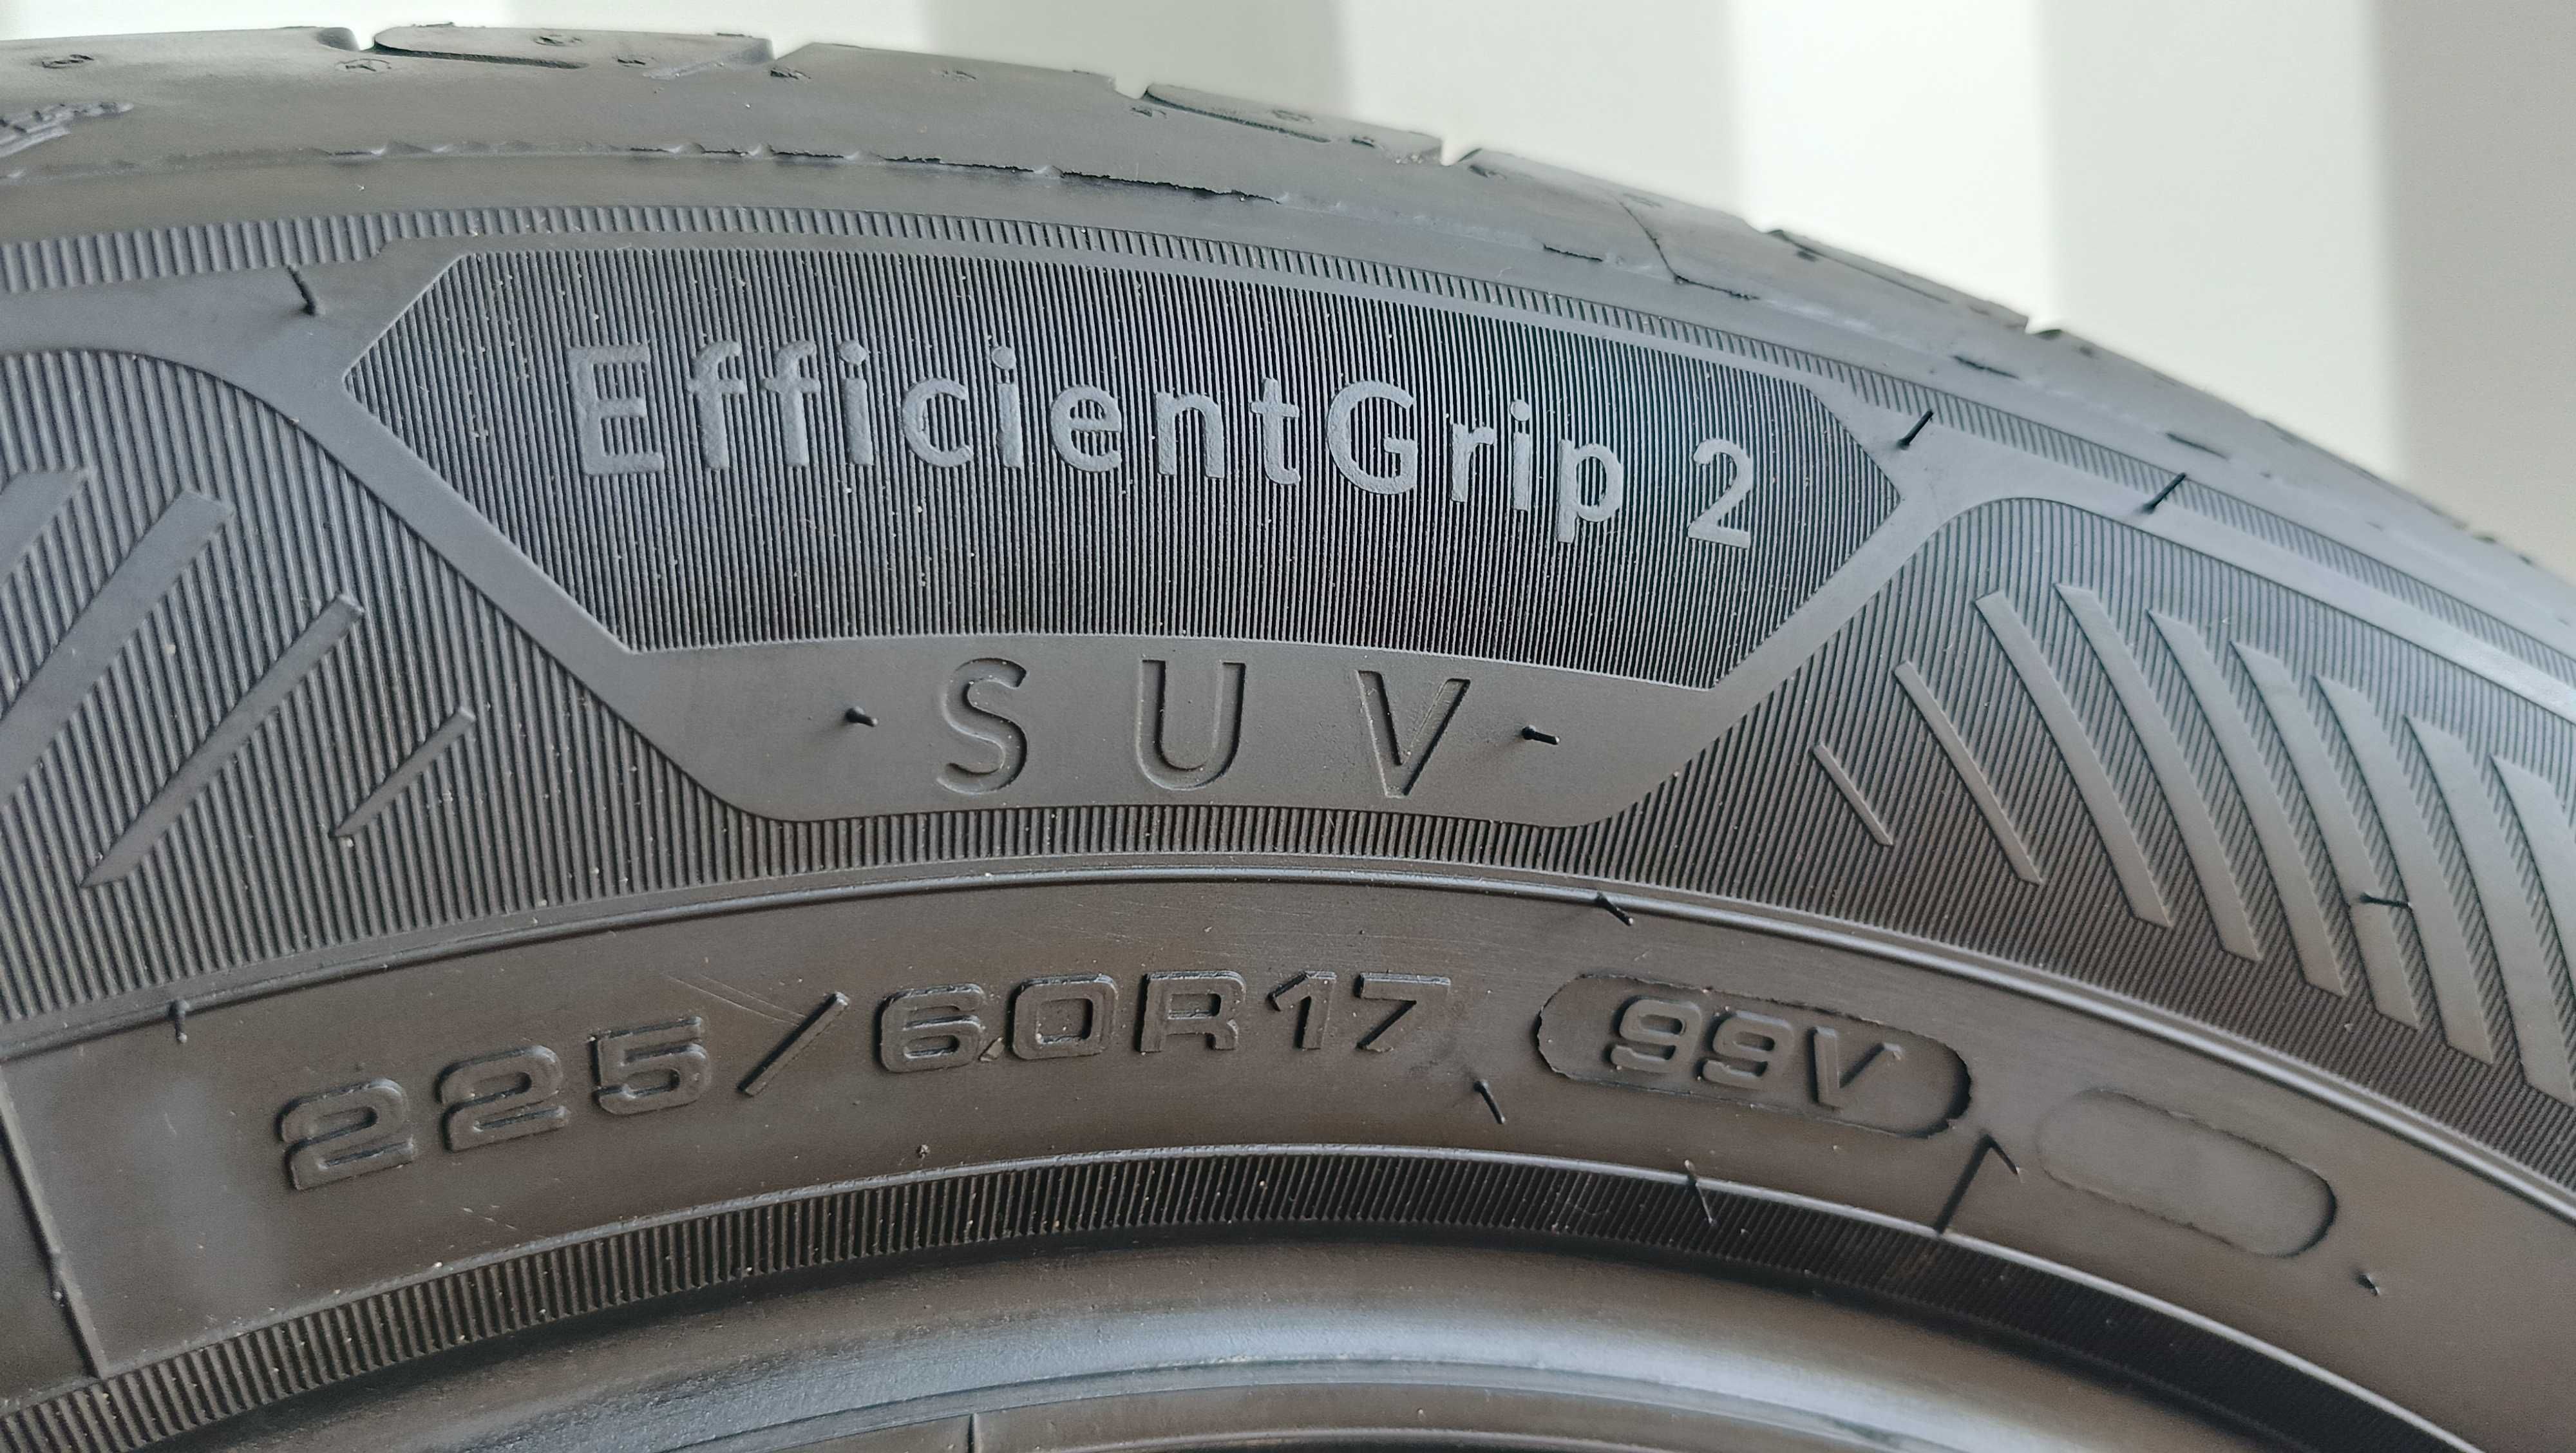 EfficientGrip 2
SUV
225/60R17 99V